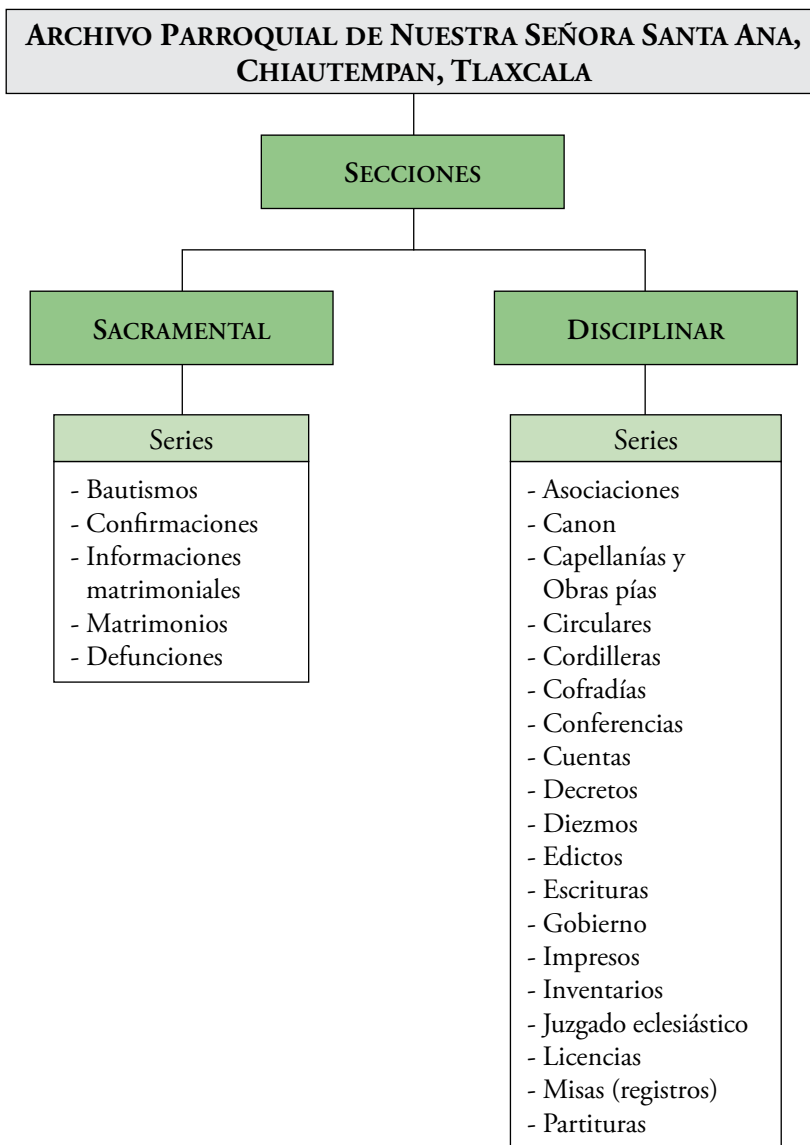 ARCHIVO PARROQUIAL DE NUESTRA SEÑORA SANTA ANA,
CHIAUTEMPAN, TLAXCALA
SECCIONES
SACRAMENTAL
Series
- Bautismos
- Confirmaciones
- Informaciones
matrimoniales
- Matrimonios
- Defunciones
DISCIPLINAR
Series
- Asociaciones
- Canon
- Capellanías y
Obras pías
- Circulares
- Cordilleras
- Cofradías
- Conferencias
- Cuentas
- Decretos
- Diezmos
- Edictos
- Escrituras
- Gobierno
- Impresos
- Inventarios
- Juzgado eclesiástico
- Licencias
- Misas (registros)
- Partituras